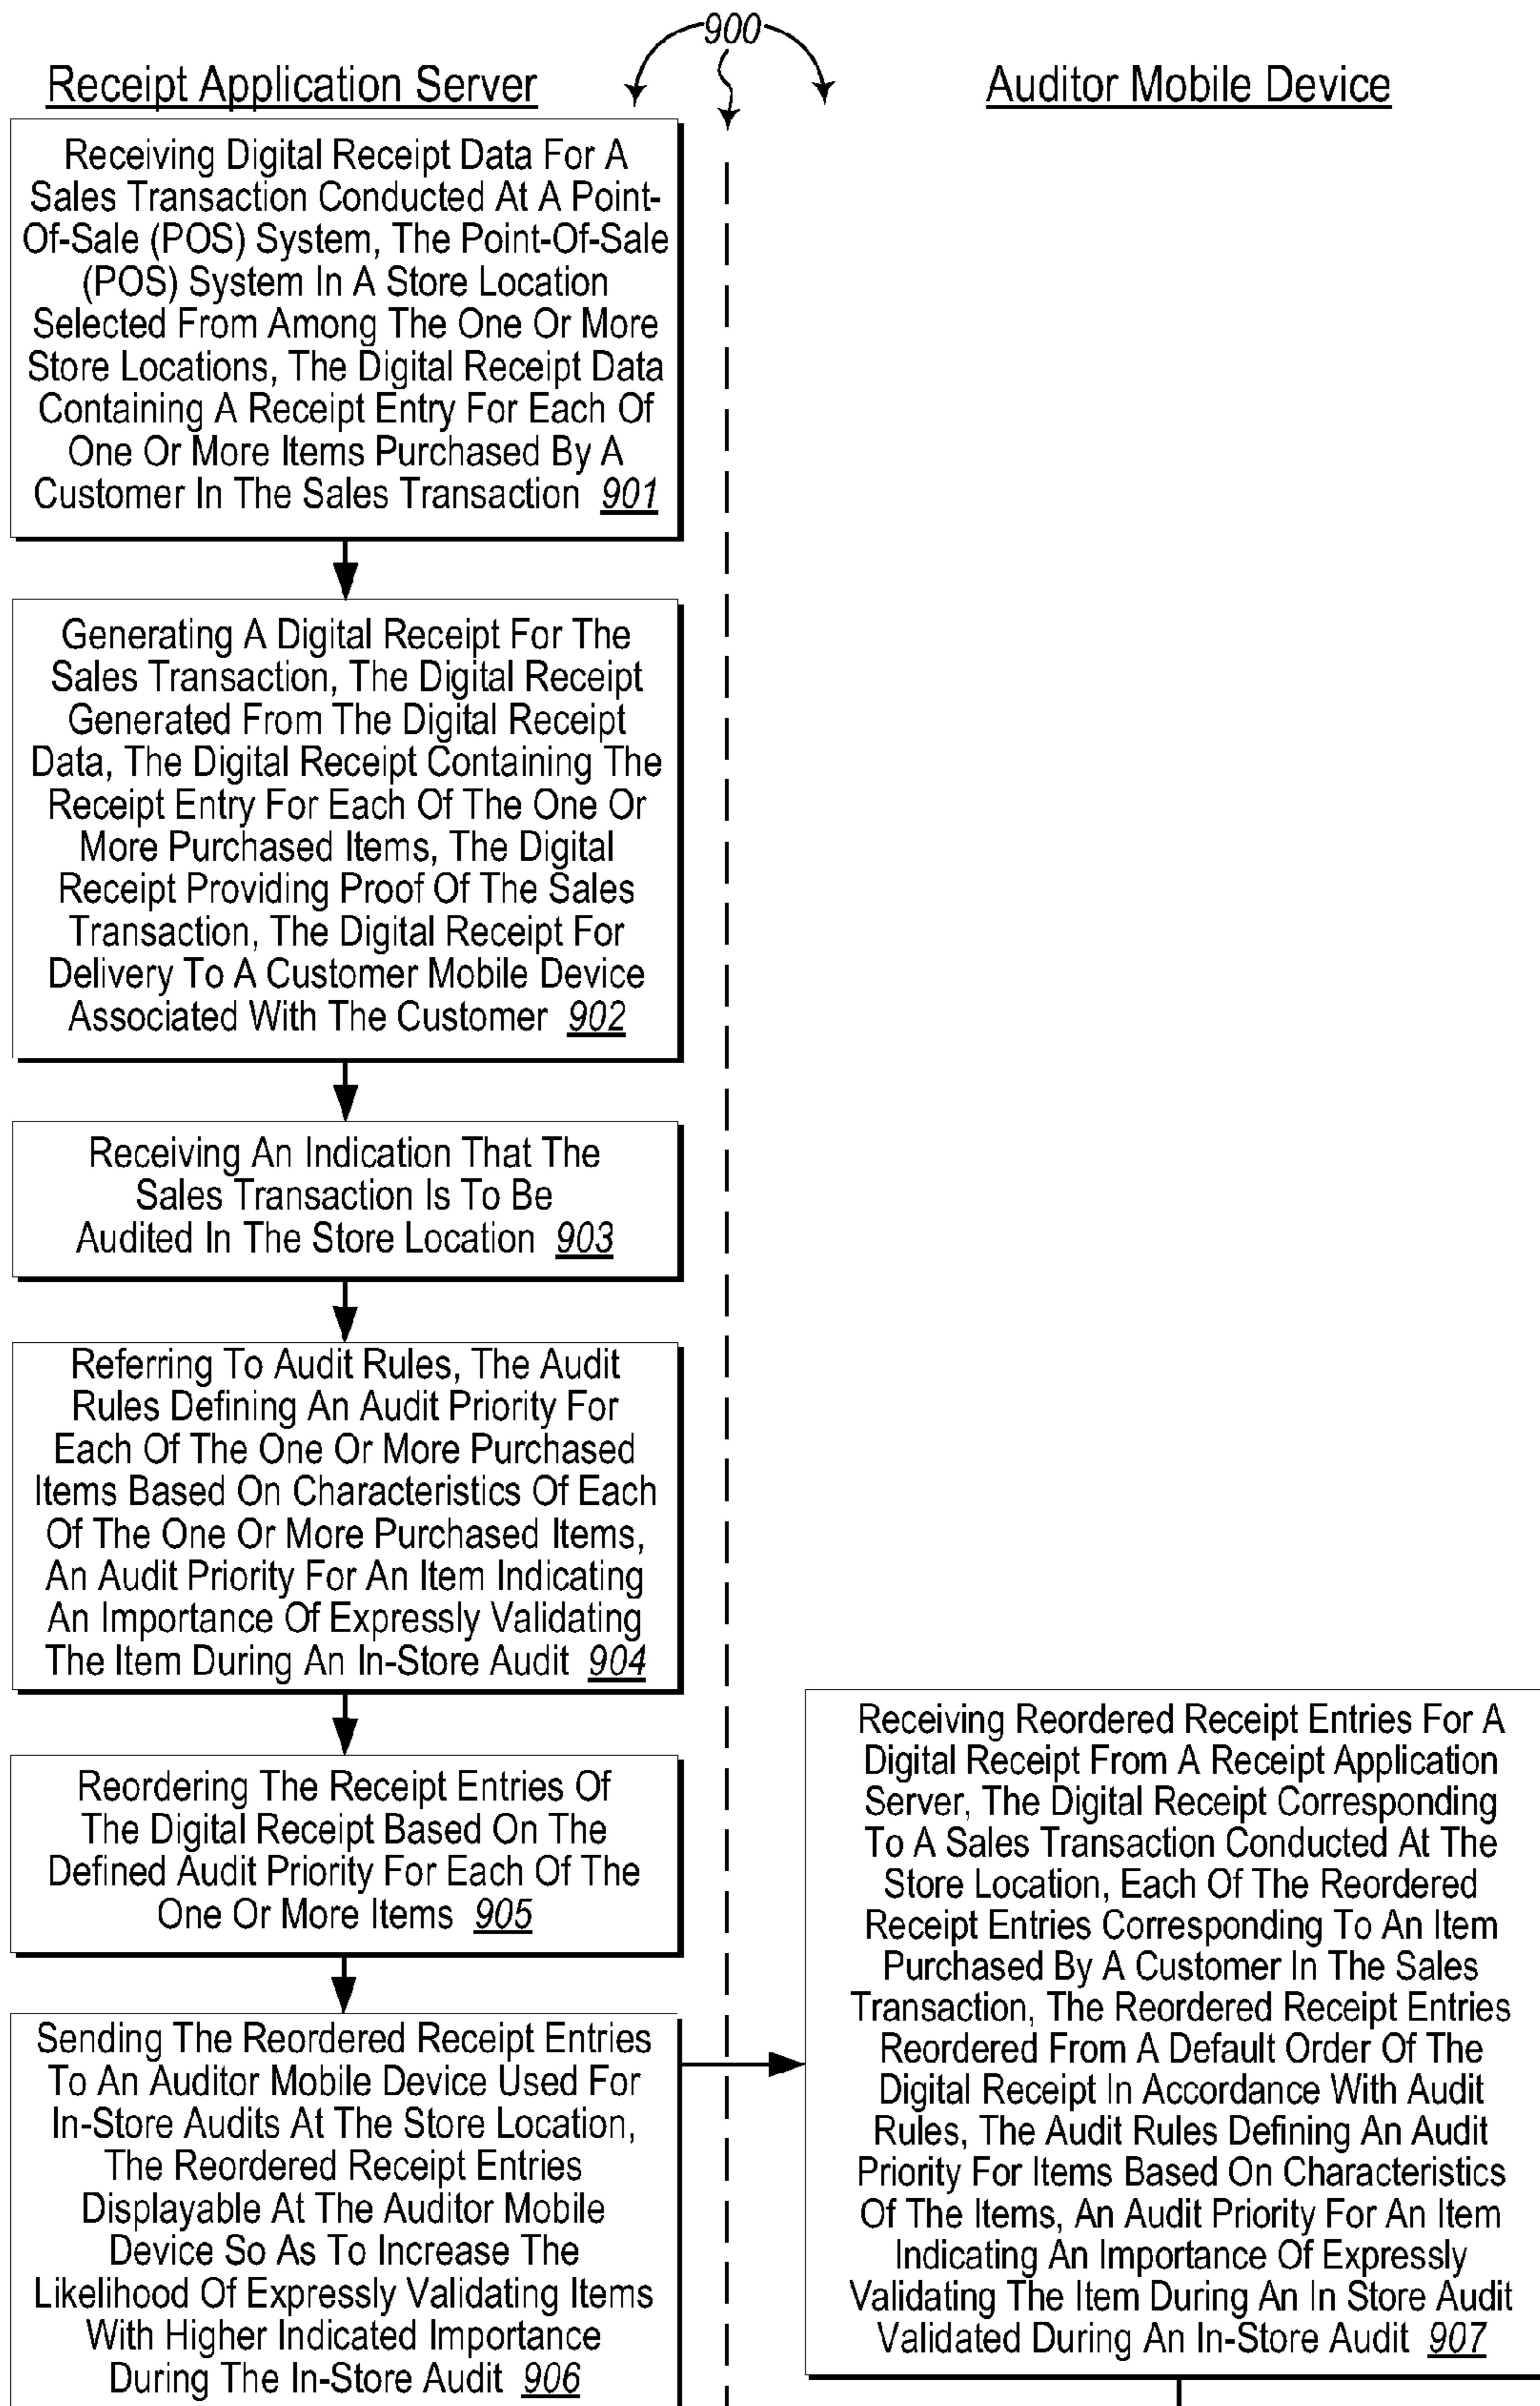 900
Receipt Application Server
Auditor Mobile Device
Receiving Digital Receipt Data For A
Sales Transaction Conducted At A Point-
Of-Sale (POS) System, The Point-Of-Sale
(POS) System In A Store Location
Selected From Among The One Or More
Store Locations, The Digital Receipt Data
Containing A Receipt Entry For Each Of
One Or More Items Purchased By A
Customer In The Sales Transaction 901
Generating A Digital Receipt For The
Sales Transaction, The Digital Receipt
Generated From The Digital Receipt
Data, The Digital Receipt Containing The
Receipt Entry For Each Of The One Or
More Purchased Items, The Digital
Receipt Providing Proof Of The Sales
Transaction, The Digital Receipt For
Delivery To A Customer Mobile Device
Associated With The Customer 902
Receiving An Indication That The
Sales Transaction Is To Be
Audited In The Store Location 903
Referring To Audit Rules, The Audit
Rules Defining An Audit Priority For
Each Of The One Or More Purchased
Items Based On Characteristics Of Each
Of The One Or More Purchased Items,
An Audit Priority For An Item Indicating
An Importance Of Expressly Validating
The Item During An In-Store Audit 904
Reordering The Receipt Entries Of
The Digital Receipt Based On The
Defined Audit Priority For Each Of The
One Or More Items 905
Sending The Reordered Receipt Entries
To An Auditor Mobile Device Used For
In-Store Audits At The Store Location,
The Reordered Receipt Entries
Displayable At The Auditor Mobile
Device So As To Increase The
Likelihood Of Expressly Validating Items
With Higher Indicated Importance
During The In-Store Audit 906
Receiving Reordered Receipt Entries For A
Digital Receipt From A Receipt Application
Server, The Digital Receipt Corresponding
To A Sales Transaction Conducted At The
Store Location, Each Of The Reordered
Receipt Entries Corresponding To An Item
Purchased By A Customer In The Sales
Transaction, The Reordered Receipt Entries
Reordered From A Default Order Of The
Digital Receipt In Accordance With Audit
Rules, The Audit Rules Defining An Audit
Priority For Items Based On Characteristics
Of The Items, An Audit Priority For An Item
Indicating An Importance Of Expressly
Validating The Item During An In Store Audit
Validated During An In-Store Audit 907